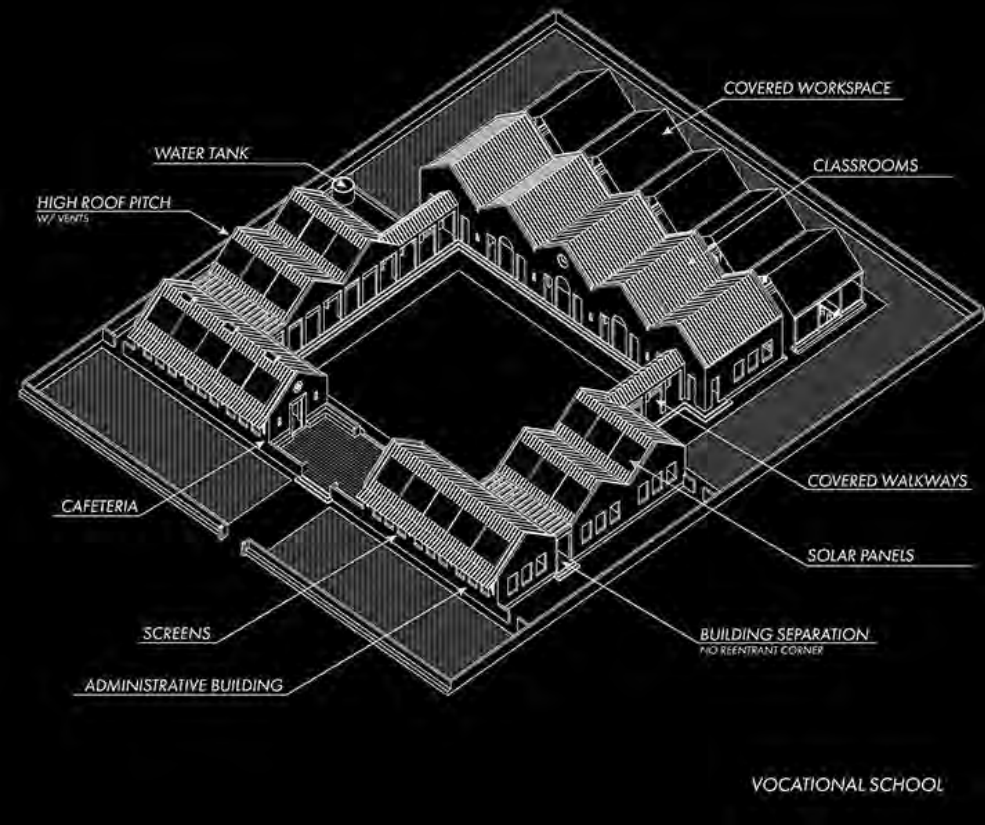 COVERED WORKSPACE
WATER TANK
CLASSROOMS
HIGH ROOF PITCH
W/ VENTS
COVERED WALKWAYS
CAFETERIA
SOLAR PANELS
SCREENS
BUILDING SEPARATION
NO REENTRANT CORNER
ADMINISTRATIVE BUILDING
VOCATIONAL SCHOOL